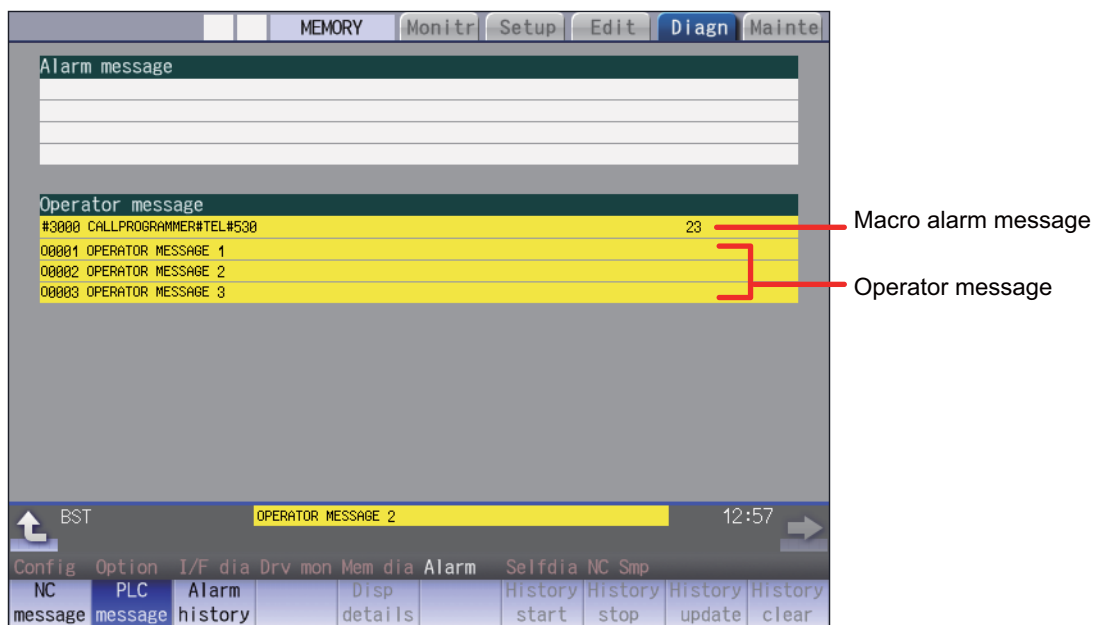 MEMORY Monitr Setup Edit Diagn Mainte
Alarm message
Operator message
#3000 CALLPROGRAMMER#TEL#530 23
O0001 OPERATOR MESSAGE 1
O0002 OPERATOR MESSAGE 2
O0003 OPERATOR MESSAGE 3
Macro alarm message
Operator message
BST OPERATOR MESSAGE 2 12:57
Config Option I/F dia Drv mon Mem dia Alarm Selfdia NC Smp
NC PLC Alarm Disp History History History History
message message history details start stop update clear